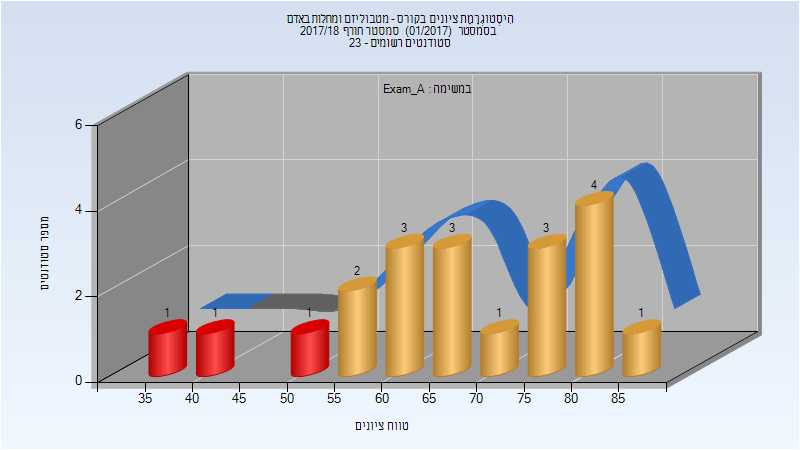 היסטוגרמת ציונים בקורס - מטבוליזם ומחלות באדם
בסמסטר (01/2017) סמסטר חורף 2017/18
סטודנטים רשומים - 23
במשימה : Exam_A
מספר סטודנטים
6
4
2
0
1 1 1 2 3 3 1 3 4 1
35 40 45 50 55 60 65 70 75 80 85
טווח ציונים